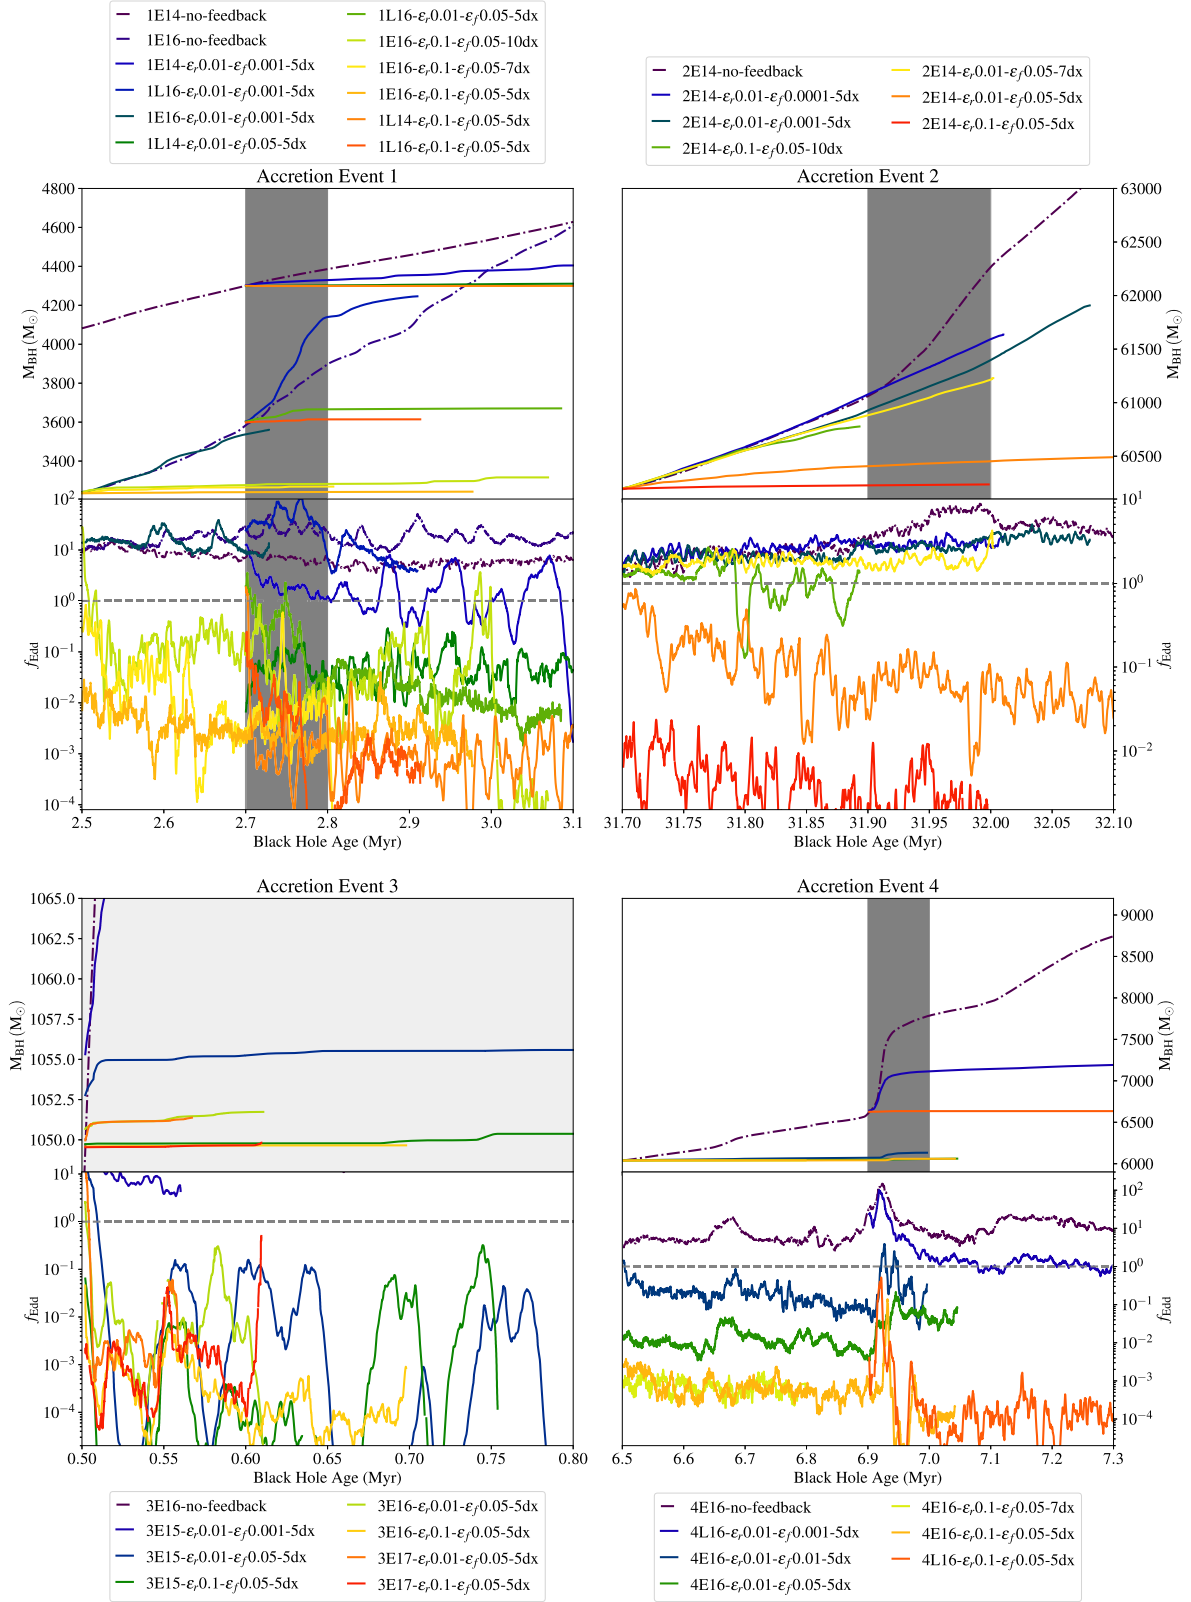 1E14-no-feedback
1E16-no-feedback
1E14-εr0.01-εf0.001-5dx
1L16-εr0.01-εf0.001-5dx
1E16-εr0.01-εf0.001-5dx
1L14-εr0.01-εf0.05-5dx
1L16-εr0.01-εf0.05-5dx
1E16-εr0.1-εf0.05-10dx
1E16-εr0.1-εf0.05-7dx
1E16-εr0.1-εf0.05-5dx
1L14-εr0.1-εf0.05-5dx
1L16-εr0.1-εf0.05-5dx
2E14-no-feedback
2E14-εr0.01-εf0.0001-5dx
2E14-εr0.01-εf0.001-5dx
2E14-εr0.1-εf0.05-10dx
2E14-εr0.01-εf0.05-7dx
2E14-εr0.01-εf0.05-5dx
2E14-εr0.1-εf0.05-5dx
Accretion Event 1
4800
4600
4400
4200
4000
3800
3600
3400
MBH (M☉)
10²
10¹
10⁰
10⁻¹
10⁻²
10⁻³
10⁻⁴
fEdd
2.5 2.6 2.7 2.8 2.9 3.0 3.1
Black Hole Age (Myr)
Accretion Event 2
63000
62500
62000
61500
61000
60500
MBH (M☉)
10¹
10⁰
10⁻¹
10⁻²
fEdd
31.70 31.75 31.80 31.85 31.90 31.95 32.00 32.05 32.10
Black Hole Age (Myr)
Accretion Event 3
1065.0
1062.5
1060.0
1057.5
1055.0
1052.5
1050.0
MBH (M☉)
10¹
10⁰
10⁻¹
10⁻²
10⁻³
10⁻⁴
fEdd
0.50 0.55 0.60 0.65 0.70 0.75 0.80
Black Hole Age (Myr)
Accretion Event 4
9000
8500
8000
7500
7000
6500
6000
MBH (M☉)
10²
10¹
10⁰
10⁻¹
10⁻²
10⁻³
10⁻⁴
fEdd
6.5 6.6 6.7 6.8 6.9 7.0 7.1 7.2 7.3
Black Hole Age (Myr)
3E16-no-feedback
3E15-εr0.01-εf0.001-5dx
3E15-εr0.01-εf0.05-5dx
3E15-εr0.1-εf0.05-5dx
3E16-εr0.01-εf0.05-5dx
3E16-εr0.1-εf0.05-5dx
3E17-εr0.01-εf0.05-5dx
3E17-εr0.1-εf0.05-5dx
4E16-no-feedback
4L16-εr0.01-εf0.001-5dx
4E16-εr0.01-εf0.01-5dx
4E16-εr0.01-εf0.05-5dx
4E16-εr0.1-εf0.05-7dx
4E16-εr0.1-εf0.05-5dx
4L16-εr0.1-εf0.05-5dx